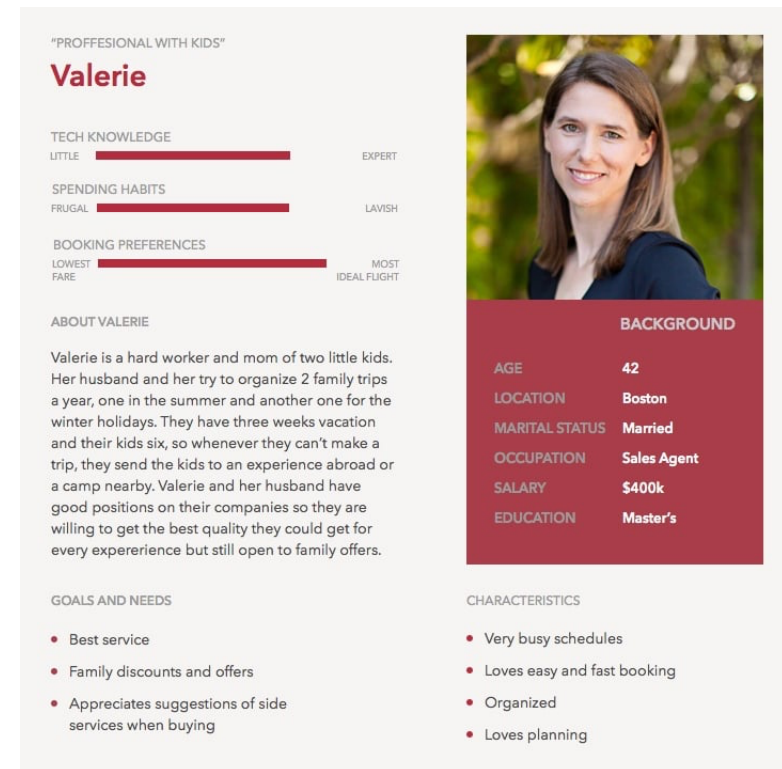 “PROFFESIONAL WITH KIDS”
Valerie
TECH KNOWLEDGE
LITTLE EXPERT
SPENDING HABITS
FRUGAL LAVISH
BOOKING PREFERENCES
LOWEST MOST
FARE IDEAL FLIGHT
ABOUT VALERIE
Valerie is a hard worker and mom of two little kids.
Her husband and her try to organize 2 family trips
a year, one in the summer and another one for the
winter holidays. They have three weeks vacation
and their kids six, so whenever they can’t make a
trip, they send the kids to an experience abroad or
a camp nearby. Valerie and her husband have
good positions on their companies so they are
willing to get the best quality they could get for
every expererience but still open to family offers.
BACKGROUND
AGE 42
LOCATION Boston
MARITAL STATUS Married
OCCUPATION Sales Agent
SALARY $400k
EDUCATION Master’s
GOALS AND NEEDS
• Best service
• Family discounts and offers
• Appreciates suggestions of side
services when buying
CHARACTERISTICS
• Very busy schedules
• Loves easy and fast booking
• Organized
• Loves planning